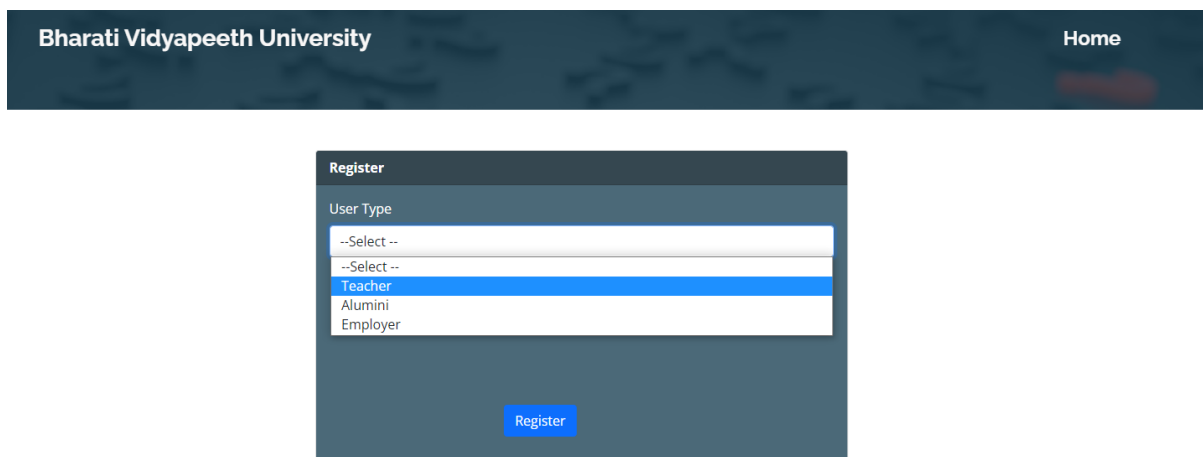 Bharati Vidyapeeth University Home
Register
User Type
--Select --
--Select --
Teacher
Alumini
Employer
Register